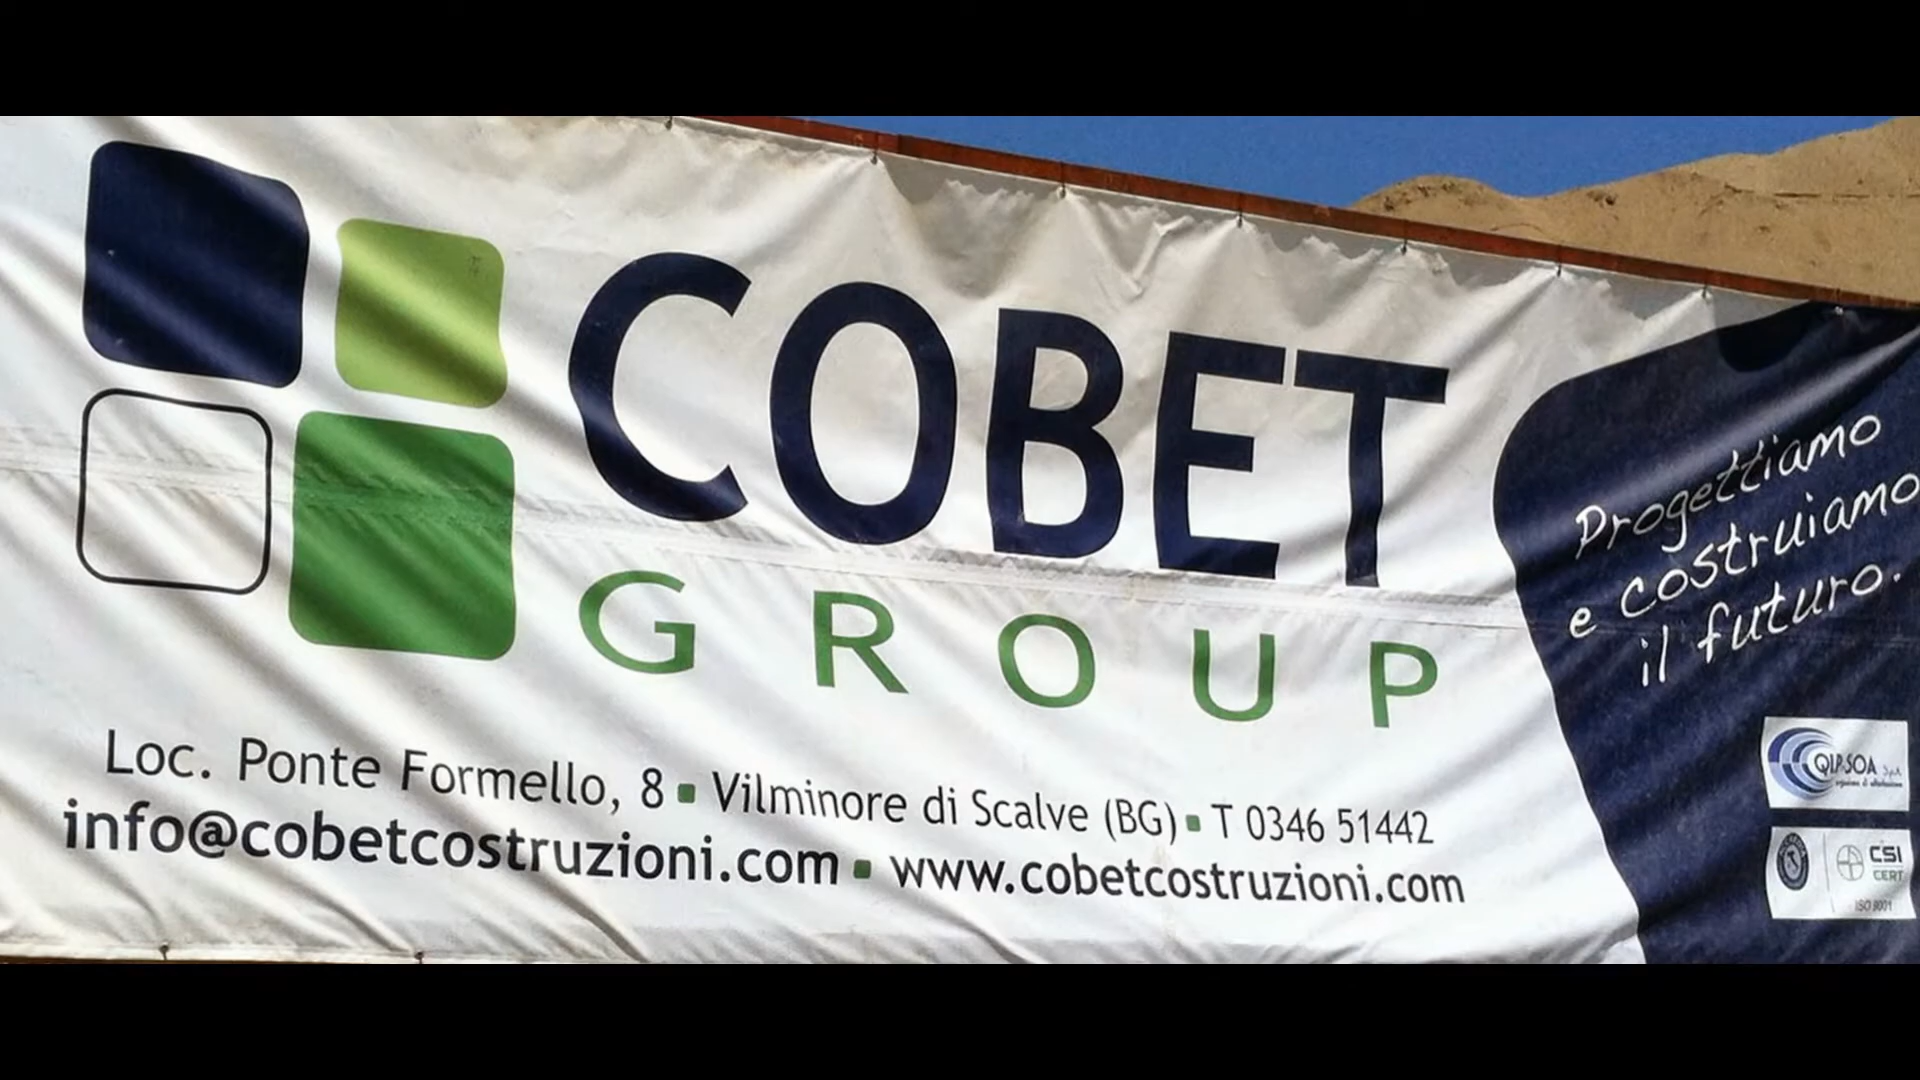 COBET
GROUP
Loc. Ponte Formello, 8 ▪ Vilminore di Scalve (BG) ▪ T 0346 51442
info@cobetcostruzioni.com ▪ www.cobetcostruzioni.com
Progettiamo
e costruiamo
il futuro.
SOA S.p.A.
CSI
CERT
ISO 9001